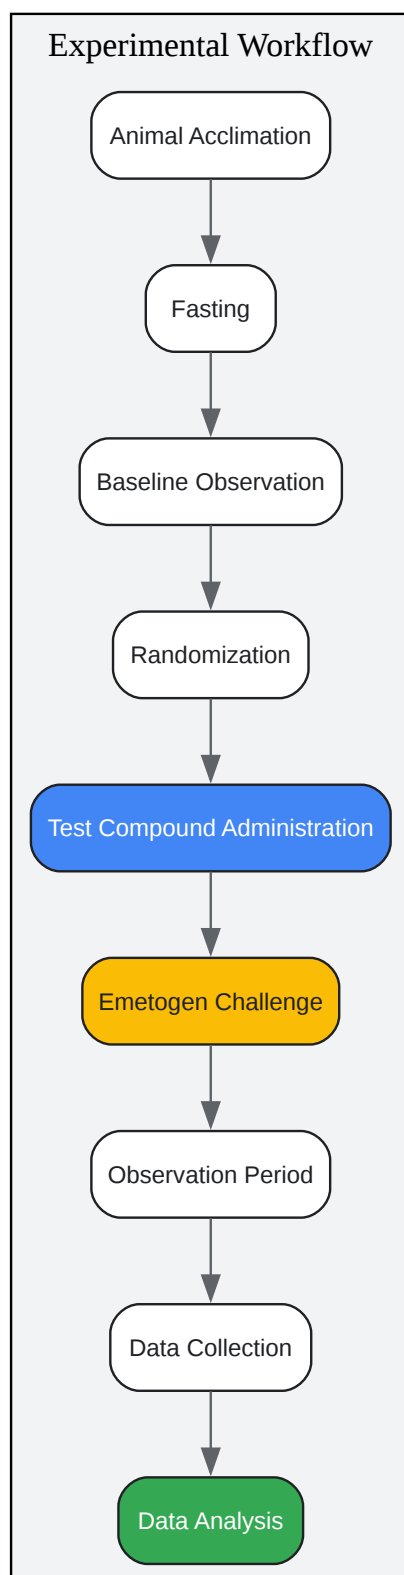 Experimental Workflow
Animal Acclimation
Fasting
Baseline Observation
Randomization
Test Compound Administration
Emetogen Challenge
Observation Period
Data Collection
Data Analysis